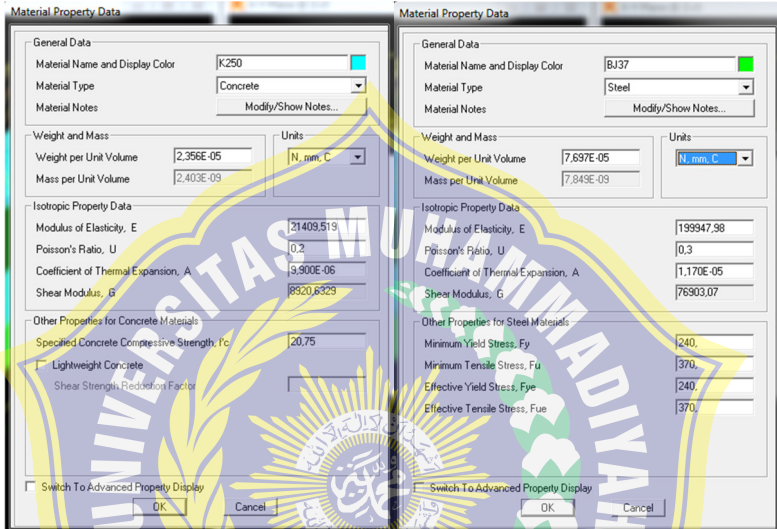 Material Property Data
General Data
Material Name and Display Color K250
Material Type Concrete
Material Notes Modify/Show Notes...
Weight and Mass
Units
Weight per Unit Volume 2,356E-05
N, mm, C
Mass per Unit Volume 2,403E-09
Isotropic Property Data
Modulus of Elasticity, E 21409,519
Poisson's Ratio, U 0,2
Coefficient of Thermal Expansion, A 9,900E-06
Shear Modulus, G 8920,6329
Other Properties for Concrete Materials
Specified Concrete Compressive Strength, f'c 20,75
Lightweight Concrete
Shear Strength Reduction Factor
Switch To Advanced Property Display
OK Cancel
Material Property Data
General Data
Material Name and Display Color BJ37
Material Type Steel
Material Notes Modify/Show Notes...
Weight and Mass
Units
Weight per Unit Volume 7,697E-05
N, mm, C
Mass per Unit Volume 7,849E-09
Isotropic Property Data
Modulus of Elasticity, E 199947,98
Poisson's Ratio, U 0,3
Coefficient of Thermal Expansion, A 1,170E-05
Shear Modulus, G 76903,07
Other Properties for Steel Materials
Minimum Yield Stress, Fy 240,
Minimum Tensile Stress, Fu 370,
Effective Yield Stress, Fye 240,
Effective Tensile Stress, Fue 370,
Switch To Advanced Property Display
OK Cancel
UNIVERSITAS MUHAMMADIYAH